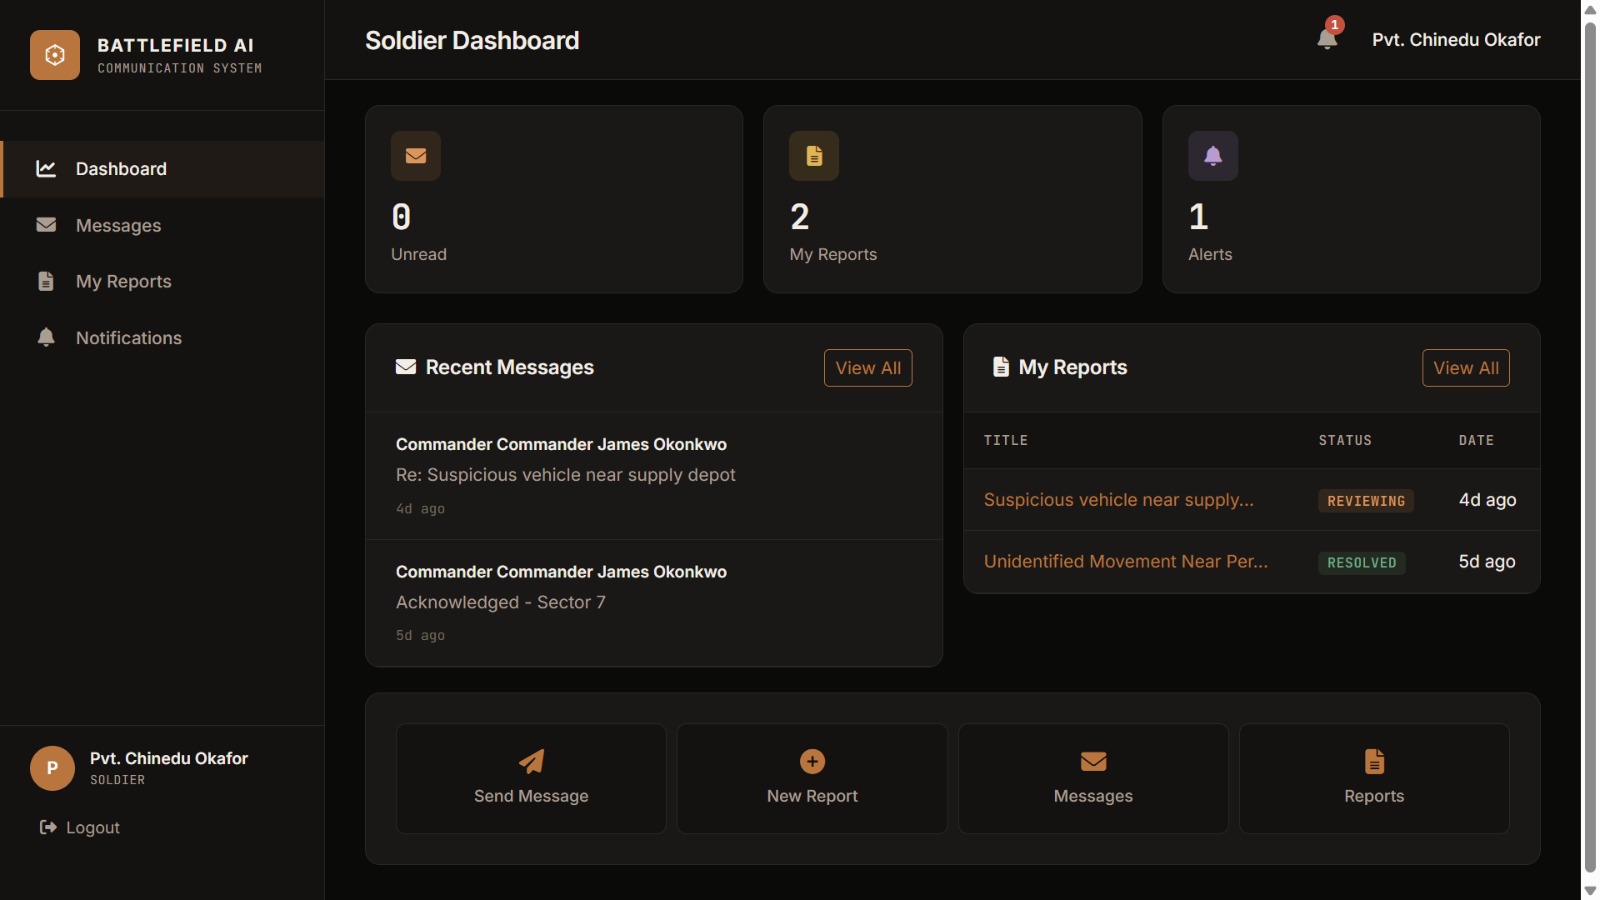 BATTLEFIELD AI
COMMUNICATION SYSTEM
Dashboard
Messages
My Reports
Notifications
P
Pvt. Chinedu Okafor
SOLDIER
Logout
Soldier Dashboard
1
Pvt. Chinedu Okafor
0
Unread
2
My Reports
1
Alerts
Recent Messages
View All
Commander Commander James Okonkwo
Re: Suspicious vehicle near supply depot
4d ago
Commander Commander James Okonkwo
Acknowledged - Sector 7
5d ago
My Reports
View All
TITLE STATUS DATE
Suspicious vehicle near supply... REVIEWING 4d ago
Unidentified Movement Near Per... RESOLVED 5d ago
Send Message
New Report
Messages
Reports